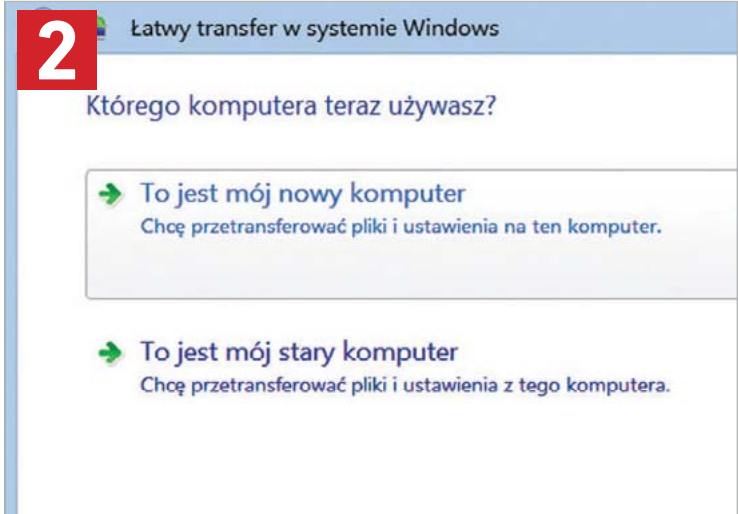 2
Łatwy transfer w systemie Windows
Którego komputera teraz używasz?
To jest mój nowy komputer
Chcę przetransferować pliki i ustawienia na ten komputer.
To jest mój stary komputer
Chcę przetransferować pliki i ustawienia z tego komputera.